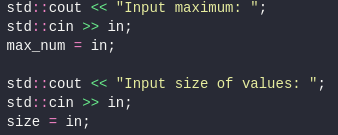 std::cout << "Input maximum: ";
std::cin >> in;
max_num = in;

std::cout << "Input size of values: ";
std::cin >> in;
size = in;